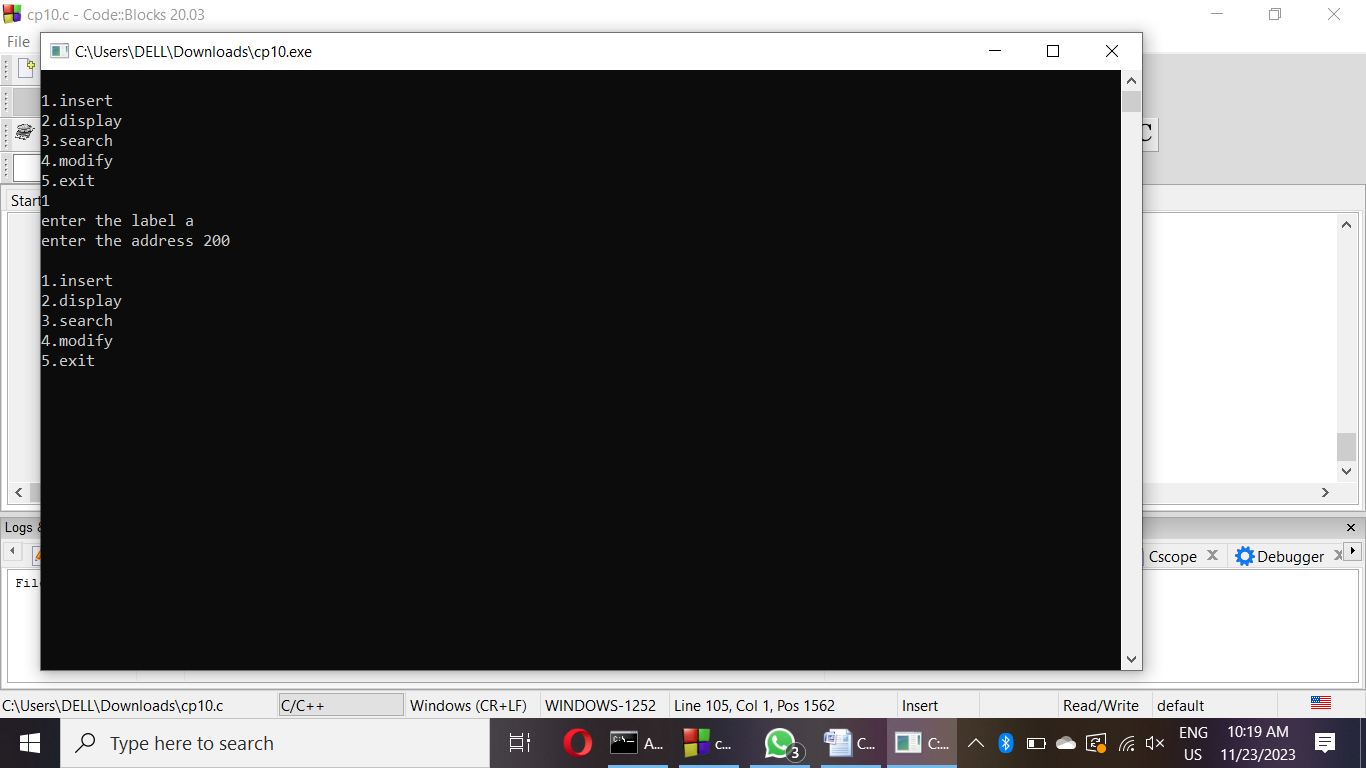 cp10.c - Code::Blocks 20.03
File
C:\Users\DELL\Downloads\cp10.exe
1.insert
2.display
3.search
4.modify
5.exit
Start
1
enter the label a
enter the address 200
1.insert
2.display
3.search
4.modify
5.exit
Logs &
Cscope
Debugger
File
C:\Users\DELL\Downloads\cp10.c
C/C++
Windows (CR+LF)
WINDOWS-1252
Line 105, Col 1, Pos 1562
Insert
Read/Write
default
Type here to search
A...
c...
3
C...
C:...
ENG
US
10:19 AM
11/23/2023